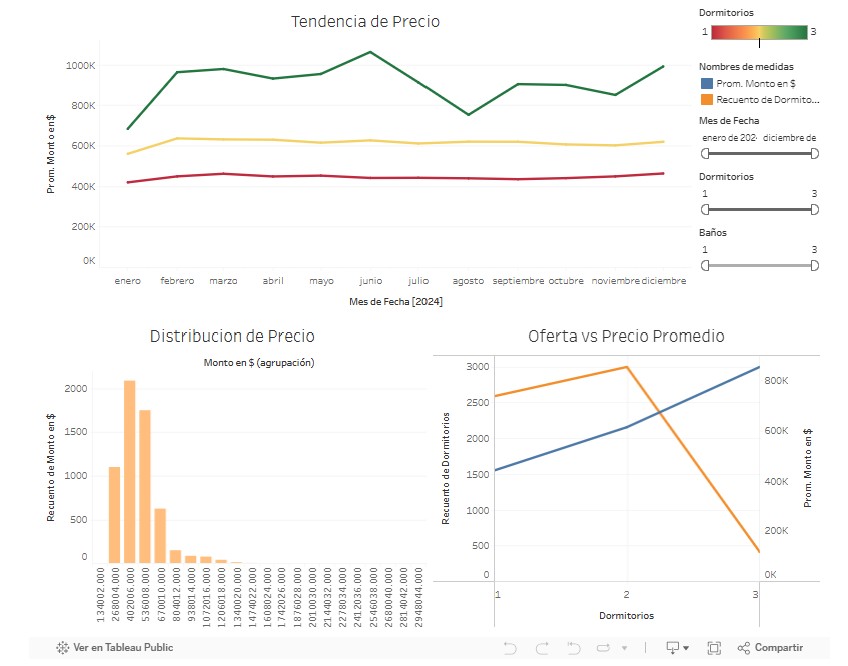 Tendencia de Precio
Prom. Monto en $
1000K
800K
600K
400K
200K
0K
enero febrero marzo abril mayo junio julio agosto septiembre octubre noviembre diciembre
Mes de Fecha [2024]
Dormitorios
1 3
Nombres de medidas
Prom. Monto en $
Recuento de Dormito...
Mes de Fecha
enero de 202 diciembre de
Dormitorios
1 3
Baños
1 3
Distribucion de Precio
Monto en $ (agrupación)
Recuento de Monto en $
2000
1500
1000
500
0
134002.000
268004.000
402006.000
536008.000
670010.000
804012.000
938014.000
1072016.000
1206018.000
1340020.000
1474022.000
1608024.000
1742026.000
1876028.000
2010030.000
2144032.000
2278034.000
2412036.000
2546038.000
2680040.000
2814042.000
2948044.000
Oferta vs Precio Promedio
Recuento de Dormitorios
3000
2500
2000
1500
1000
500
0
800K
600K
400K
200K
0K
Prom. Monto en $
1 2 3
Dormitorios
Ver en Tableau Public
Compartir